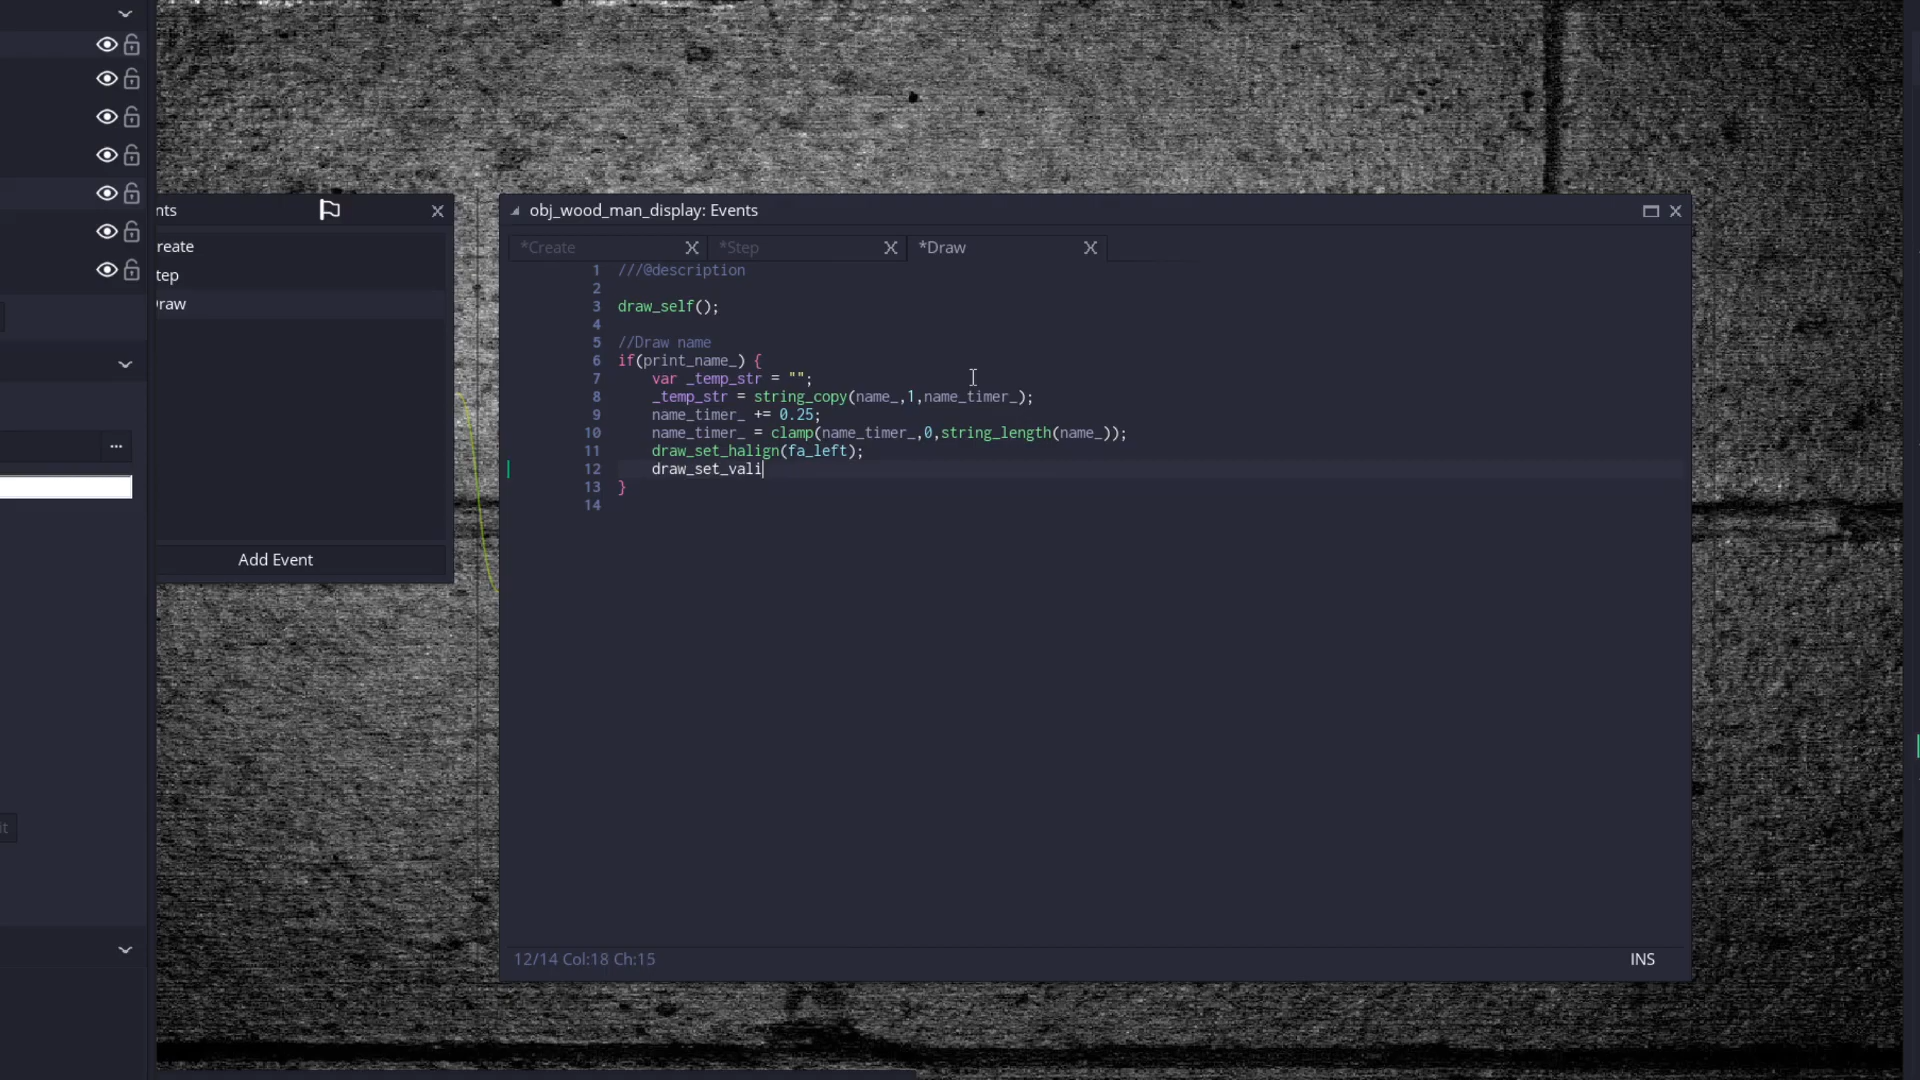 nts
reate
tep
Draw
Add Event
it
...
obj_wood_man_display: Events
*Create
*Step
*Draw
1 ///@description
2
3 draw_self();
4
5 //Draw name
6 if(print_name_) {
7 var _temp_str = "";
8 _temp_str = string_copy(name_,1,name_timer_);
9 name_timer_ += 0.25;
10 name_timer_ = clamp(name_timer_,0,string_length(name_));
11 draw_set_halign(fa_left);
12 draw_set_vali
13 }
14
12/14 Col:18 Ch:15
INS